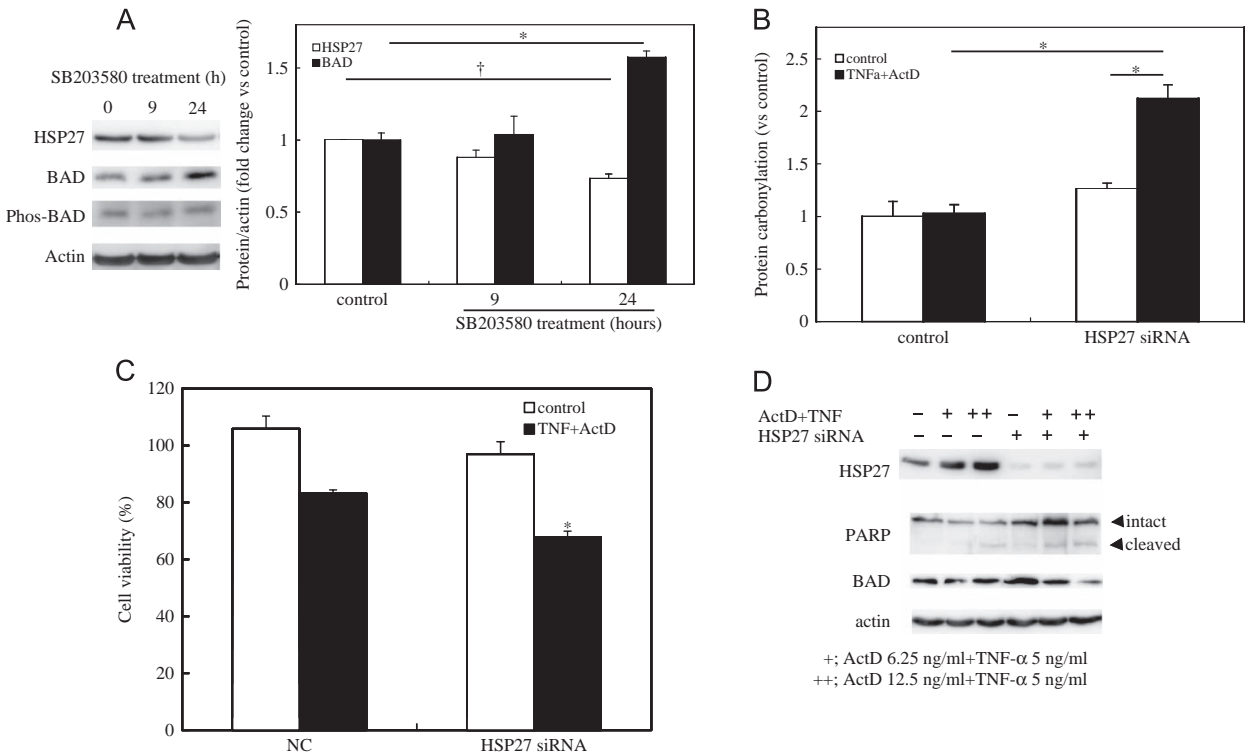 A
SB203580 treatment (h)
0 9 24
HSP27
BAD
Phos-BAD
Actin
Protein/actin (fold change vs control)
1.5
1
0.5
0
HSP27
BAD
*
†
control
9
24
SB203580 treatment (hours)
B
Protein carbonylation (vs control)
2.5
2
1.5
1
0.5
0
control
TNFa+ActD
*
*
control
HSP27 siRNA
C
Cell viability (%)
120
100
80
60
40
20
0
control
TNF+ActD
*
NC
HSP27 siRNA
D
ActD+TNF − + ++ − + ++
HSP27 siRNA − − − + + +
HSP27
PARP
intact
cleaved
BAD
actin
+; ActD 6.25 ng/ml+TNF-α 5 ng/ml
++; ActD 12.5 ng/ml+TNF-α 5 ng/ml